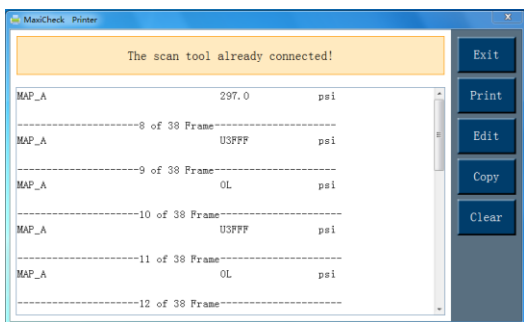 MaxiCheck Printer
The scan tool already connected!
MAP_A 297.0 psi
----------------------8 of 38 Frame----------------------
MAP_A U3FFF psi
----------------------9 of 38 Frame----------------------
MAP_A OL psi
----------------------10 of 38 Frame----------------------
MAP_A U3FFF psi
----------------------11 of 38 Frame----------------------
MAP_A OL psi
----------------------12 of 38 Frame----------------------
Exit
Print
Edit
Copy
Clear